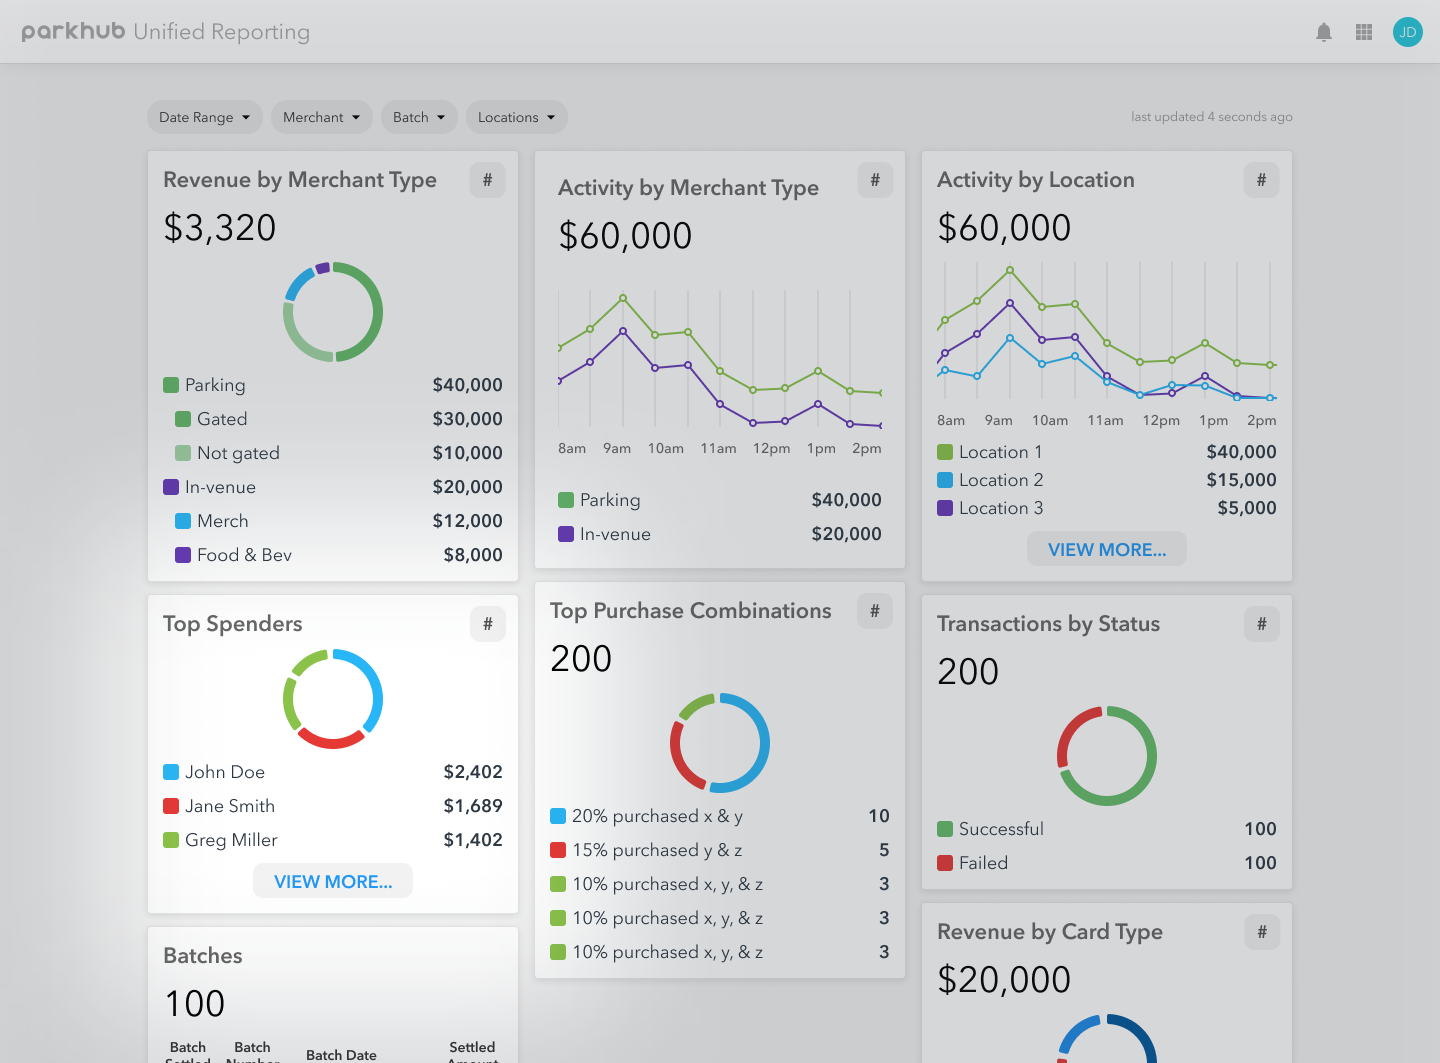 parkhub Unified Reporting
JD
Date Range
Merchant
Batch
Locations
last updated 4 seconds ago
Revenue by Merchant Type
#
$3,320
Parking $40,000
Gated $30,000
Not gated $10,000
In-venue $20,000
Merch $12,000
Food & Bev $8,000
Activity by Merchant Type
#
$60,000
8am 9am 10am 11am 12pm 1pm 2pm
Parking $40,000
In-venue $20,000
Activity by Location
#
$60,000
8am 9am 10am 11am 12pm 1pm 2pm
Location 1 $40,000
Location 2 $15,000
Location 3 $5,000
VIEW MORE...
Top Spenders
#
John Doe $2,402
Jane Smith $1,689
Greg Miller $1,402
VIEW MORE...
Top Purchase Combinations
#
200
20% purchased x & y 10
15% purchased y & z 5
10% purchased x, y, & z 3
10% purchased x, y, & z 3
10% purchased x, y, & z 3
Transactions by Status
#
200
Successful 100
Failed 100
Batches
100
Batch Settled
Batch Number
Batch Date
Settled Amount
Revenue by Card Type
#
$20,000